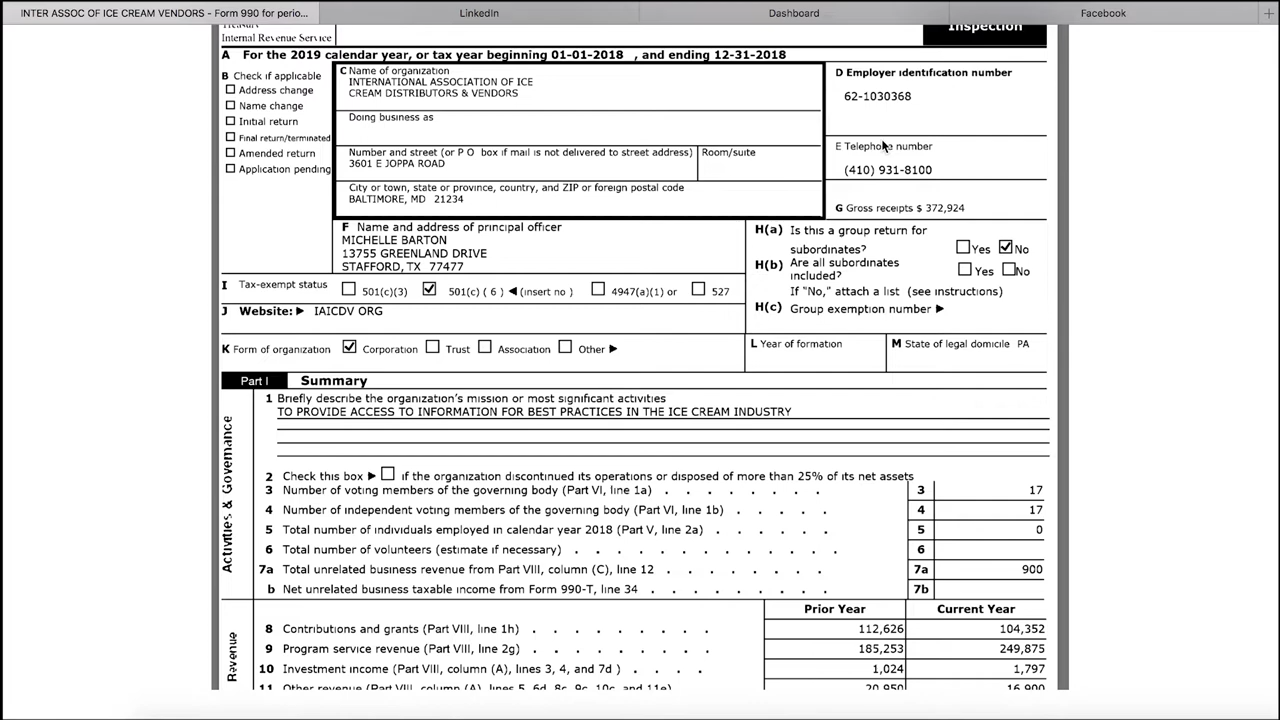 INTER ASSOC OF ICE CREAM VENDORS - Form 990 for perio... LinkedIn Dashboard Facebook +
Internal Revenue Service
Inspection
A For the 2019 calendar year, or tax year beginning 01-01-2018 , and ending 12-31-2018
B Check if applicable
Address change
Name change
Initial return
Final return/terminated
Amended return
Application pending
C Name of organization
INTERNATIONAL ASSOCIATION OF ICE
CREAM DISTRIBUTORS & VENDORS
Doing business as
Number and street (or P O box if mail is not delivered to street address) Room/suite
3601 E JOPPA ROAD
City or town, state or province, country, and ZIP or foreign postal code
BALTIMORE, MD 21234
D Employer identification number
62-1030368
E Telephone number
(410) 931-8100
G Gross receipts $ 372,924
F Name and address of principal officer
MICHELLE BARTON
13755 GREENLAND DRIVE
STAFFORD, TX 77477
H(a) Is this a group return for
subordinates? Yes No
H(b) Are all subordinates
included? Yes No
If "No," attach a list (see instructions)
H(c) Group exemption number ▶
I Tax-exempt status 501(c)(3) 501(c) ( 6 ) ◀ (insert no ) 4947(a)(1) or 527
J Website: ▶ IAICDV ORG
K Form of organization Corporation Trust Association Other ▶
L Year of formation M State of legal domicile PA
Part I Summary
Activities & Governance
1 Briefly describe the organization's mission or most significant activities
TO PROVIDE ACCESS TO INFORMATION FOR BEST PRACTICES IN THE ICE CREAM INDUSTRY
2 Check this box ▶ if the organization discontinued its operations or disposed of more than 25% of its net assets
3 Number of voting members of the governing body (Part VI, line 1a) . . . . . . . . 3 17
4 Number of independent voting members of the governing body (Part VI, line 1b) . . . . . 4 17
5 Total number of individuals employed in calendar year 2018 (Part V, line 2a) . . . . . . 5 0
6 Total number of volunteers (estimate if necessary) . . . . . . . . . . . . 6
7a Total unrelated business revenue from Part VIII, column (C), line 12 . . . . . . . . 7a 900
b Net unrelated business taxable income from Form 990-T, line 34 . . . . . . . . 7b
Prior Year Current Year
Revenue
8 Contributions and grants (Part VIII, line 1h) . . . . . . . . . 112,626 104,352
9 Program service revenue (Part VIII, line 2g) . . . . . . . . . 185,253 249,875
10 Investment income (Part VIII, column (A), lines 3, 4, and 7d ) . . . . 1,024 1,797
11 Other revenue (Part VIII, column (A), lines 5, 6d, 8c, 9c, 10c, and 11e) 20,950 16,900